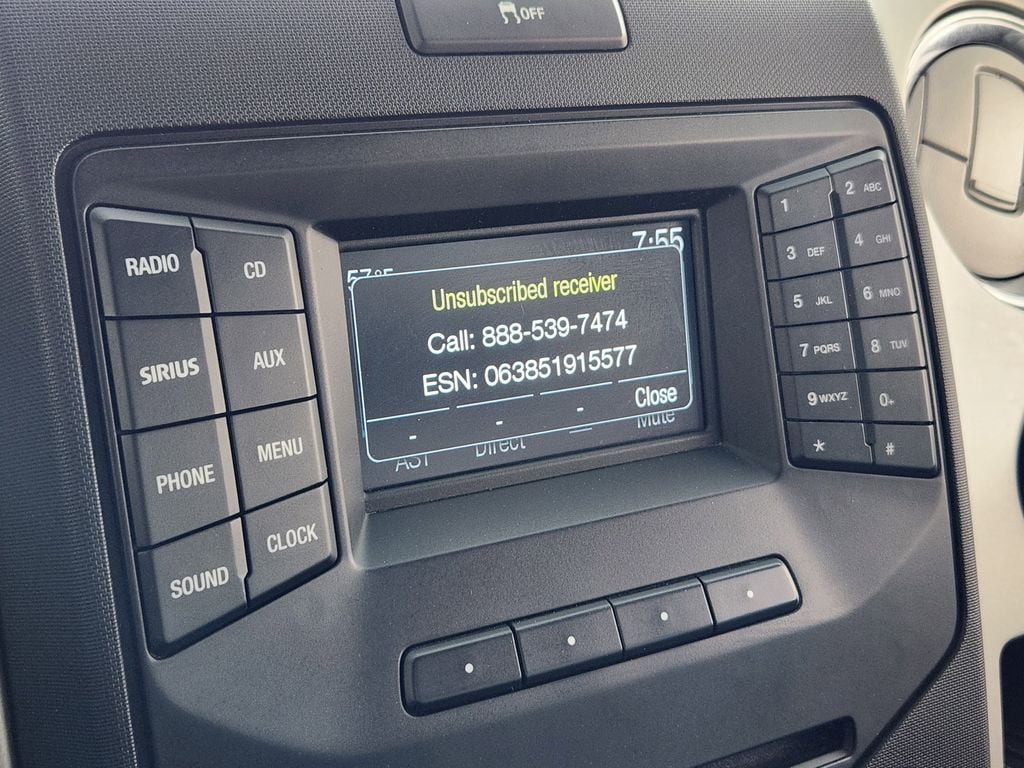 OFF
7:55
57°F
Unsubscribed receiver
Call: 888-539-7474
ESN: 063851915577
- - - Close
AST Direct Mute
RADIO CD
SIRIUS AUX
PHONE MENU
SOUND CLOCK
1 2 ABC
3 DEF 4 GHI
5 JKL 6 MNO
7 PQRS 8 TUV
9 WXYZ 0+
* #